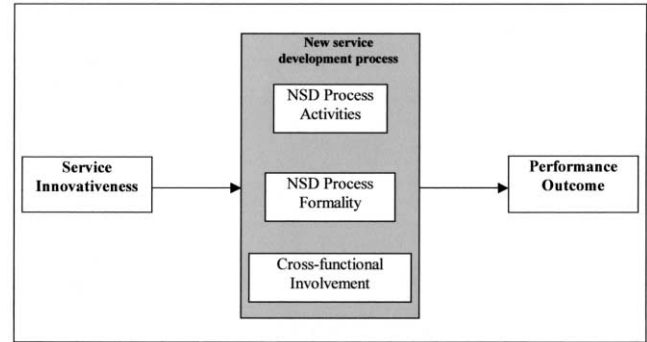 New service
development process
NSD Process
Activities
Service
Innovativeness
NSD Process
Formality
Performance
Outcome
Cross-functional
Involvement